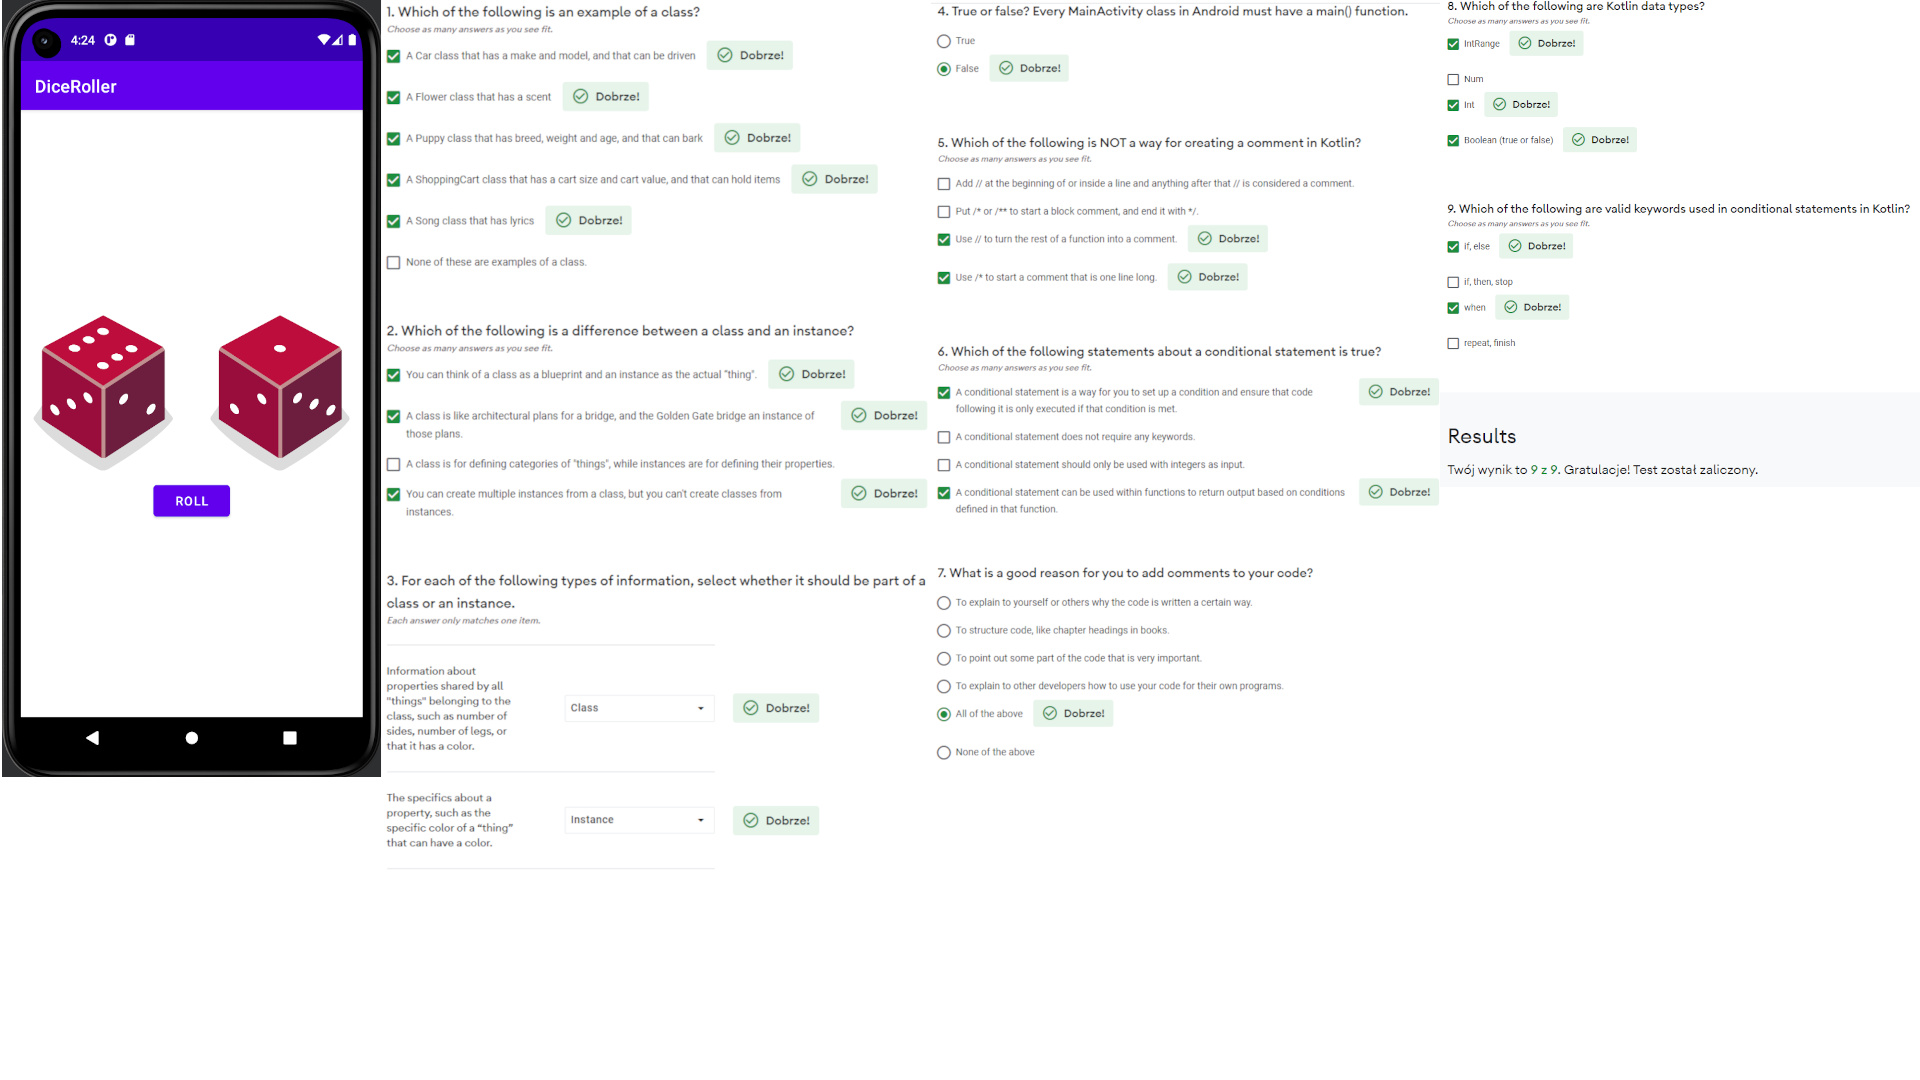 4:24
DiceRoller
ROLL
1. Which of the following is an example of a class?
Choose as many answers as you see fit.
A Car class that has a make and model, and that can be driven
Dobrze!
A Flower class that has a scent
Dobrze!
A Puppy class that has breed, weight and age, and that can bark
Dobrze!
A ShoppingCart class that has a cart size and cart value, and that can hold items
Dobrze!
A Song class that has lyrics
Dobrze!
None of these are examples of a class.
2. Which of the following is a difference between a class and an instance?
Choose as many answers as you see fit.
You can think of a class as a blueprint and an instance as the actual "thing".
Dobrze!
A class is like architectural plans for a bridge, and the Golden Gate bridge an instance of
those plans.
Dobrze!
A class is for defining categories of "things", while instances are for defining their properties.
You can create multiple instances from a class, but you can't create classes from
instances.
Dobrze!
3. For each of the following types of information, select whether it should be part of a
class or an instance.
Each answer only matches one item.
Information about
properties shared by all
"things" belonging to the
class, such as number of
sides, number of legs, or
that it has a color.
Class
Dobrze!
The specifics about a
property, such as the
specific color of a “thing”
that can have a color.
Instance
Dobrze!
4. True or false? Every MainActivity class in Android must have a main() function.
True
False
Dobrze!
5. Which of the following is NOT a way for creating a comment in Kotlin?
Choose as many answers as you see fit.
Add // at the beginning of or inside a line and anything after that // is considered a comment.
Put /* or /** to start a block comment, and end it with */.
Use // to turn the rest of a function into a comment.
Dobrze!
Use /* to start a comment that is one line long.
Dobrze!
6. Which of the following statements about a conditional statement is true?
Choose as many answers as you see fit.
A conditional statement is a way for you to set up a condition and ensure that code
following it is only executed if that condition is met.
Dobrze!
A conditional statement does not require any keywords.
A conditional statement should only be used with integers as input.
A conditional statement can be used within functions to return output based on conditions
defined in that function.
Dobrze!
7. What is a good reason for you to add comments to your code?
To explain to yourself or others why the code is written a certain way.
To structure code, like chapter headings in books.
To point out some part of the code that is very important.
To explain to other developers how to use your code for their own programs.
All of the above
Dobrze!
None of the above
8. Which of the following are Kotlin data types?
Choose as many answers as you see fit.
IntRange
Dobrze!
Num
Int
Dobrze!
Boolean (true or false)
Dobrze!
9. Which of the following are valid keywords used in conditional statements in Kotlin?
Choose as many answers as you see fit.
if, else
Dobrze!
if, then, stop
when
Dobrze!
repeat, finish
Results
Twój wynik to 9 z 9. Gratulacje! Test został zaliczony.